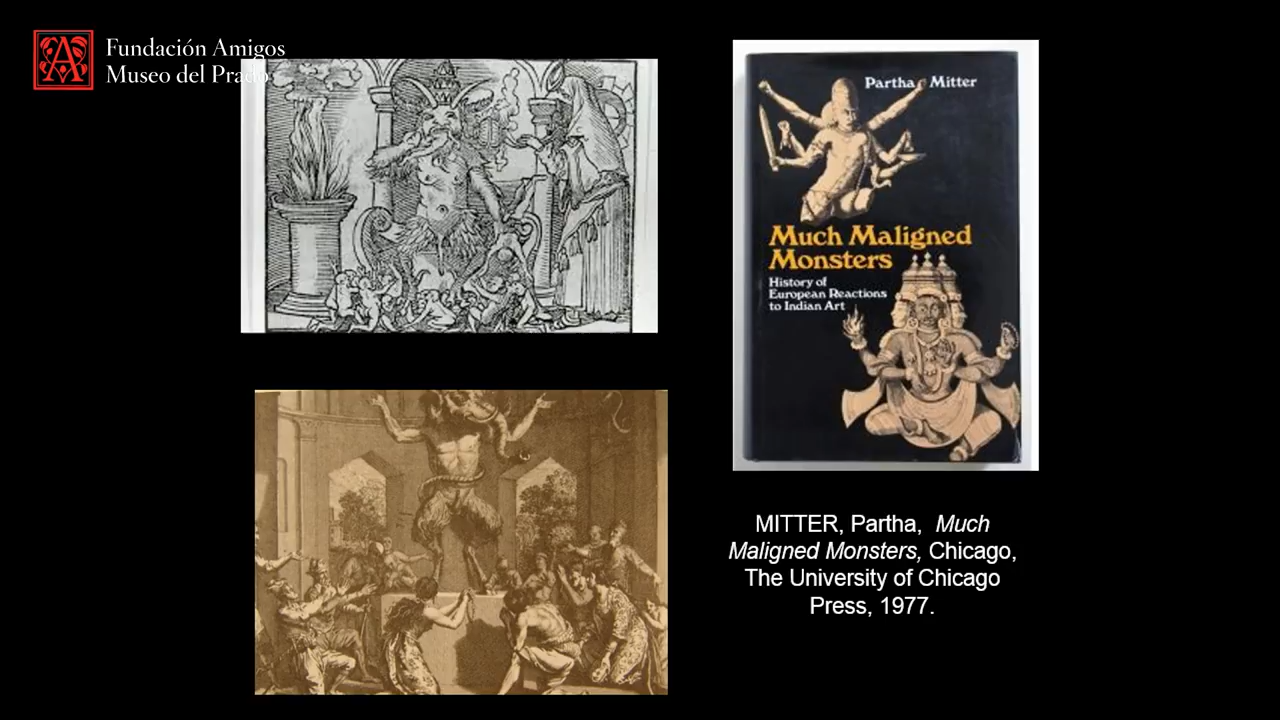 Fundación Amigos
Museo del Prado
Partha Mitter
Much Maligned
Monsters
History of
European Reactions
to Indian Art
MITTER, Partha, Much
Maligned Monsters, Chicago,
The University of Chicago
Press, 1977.